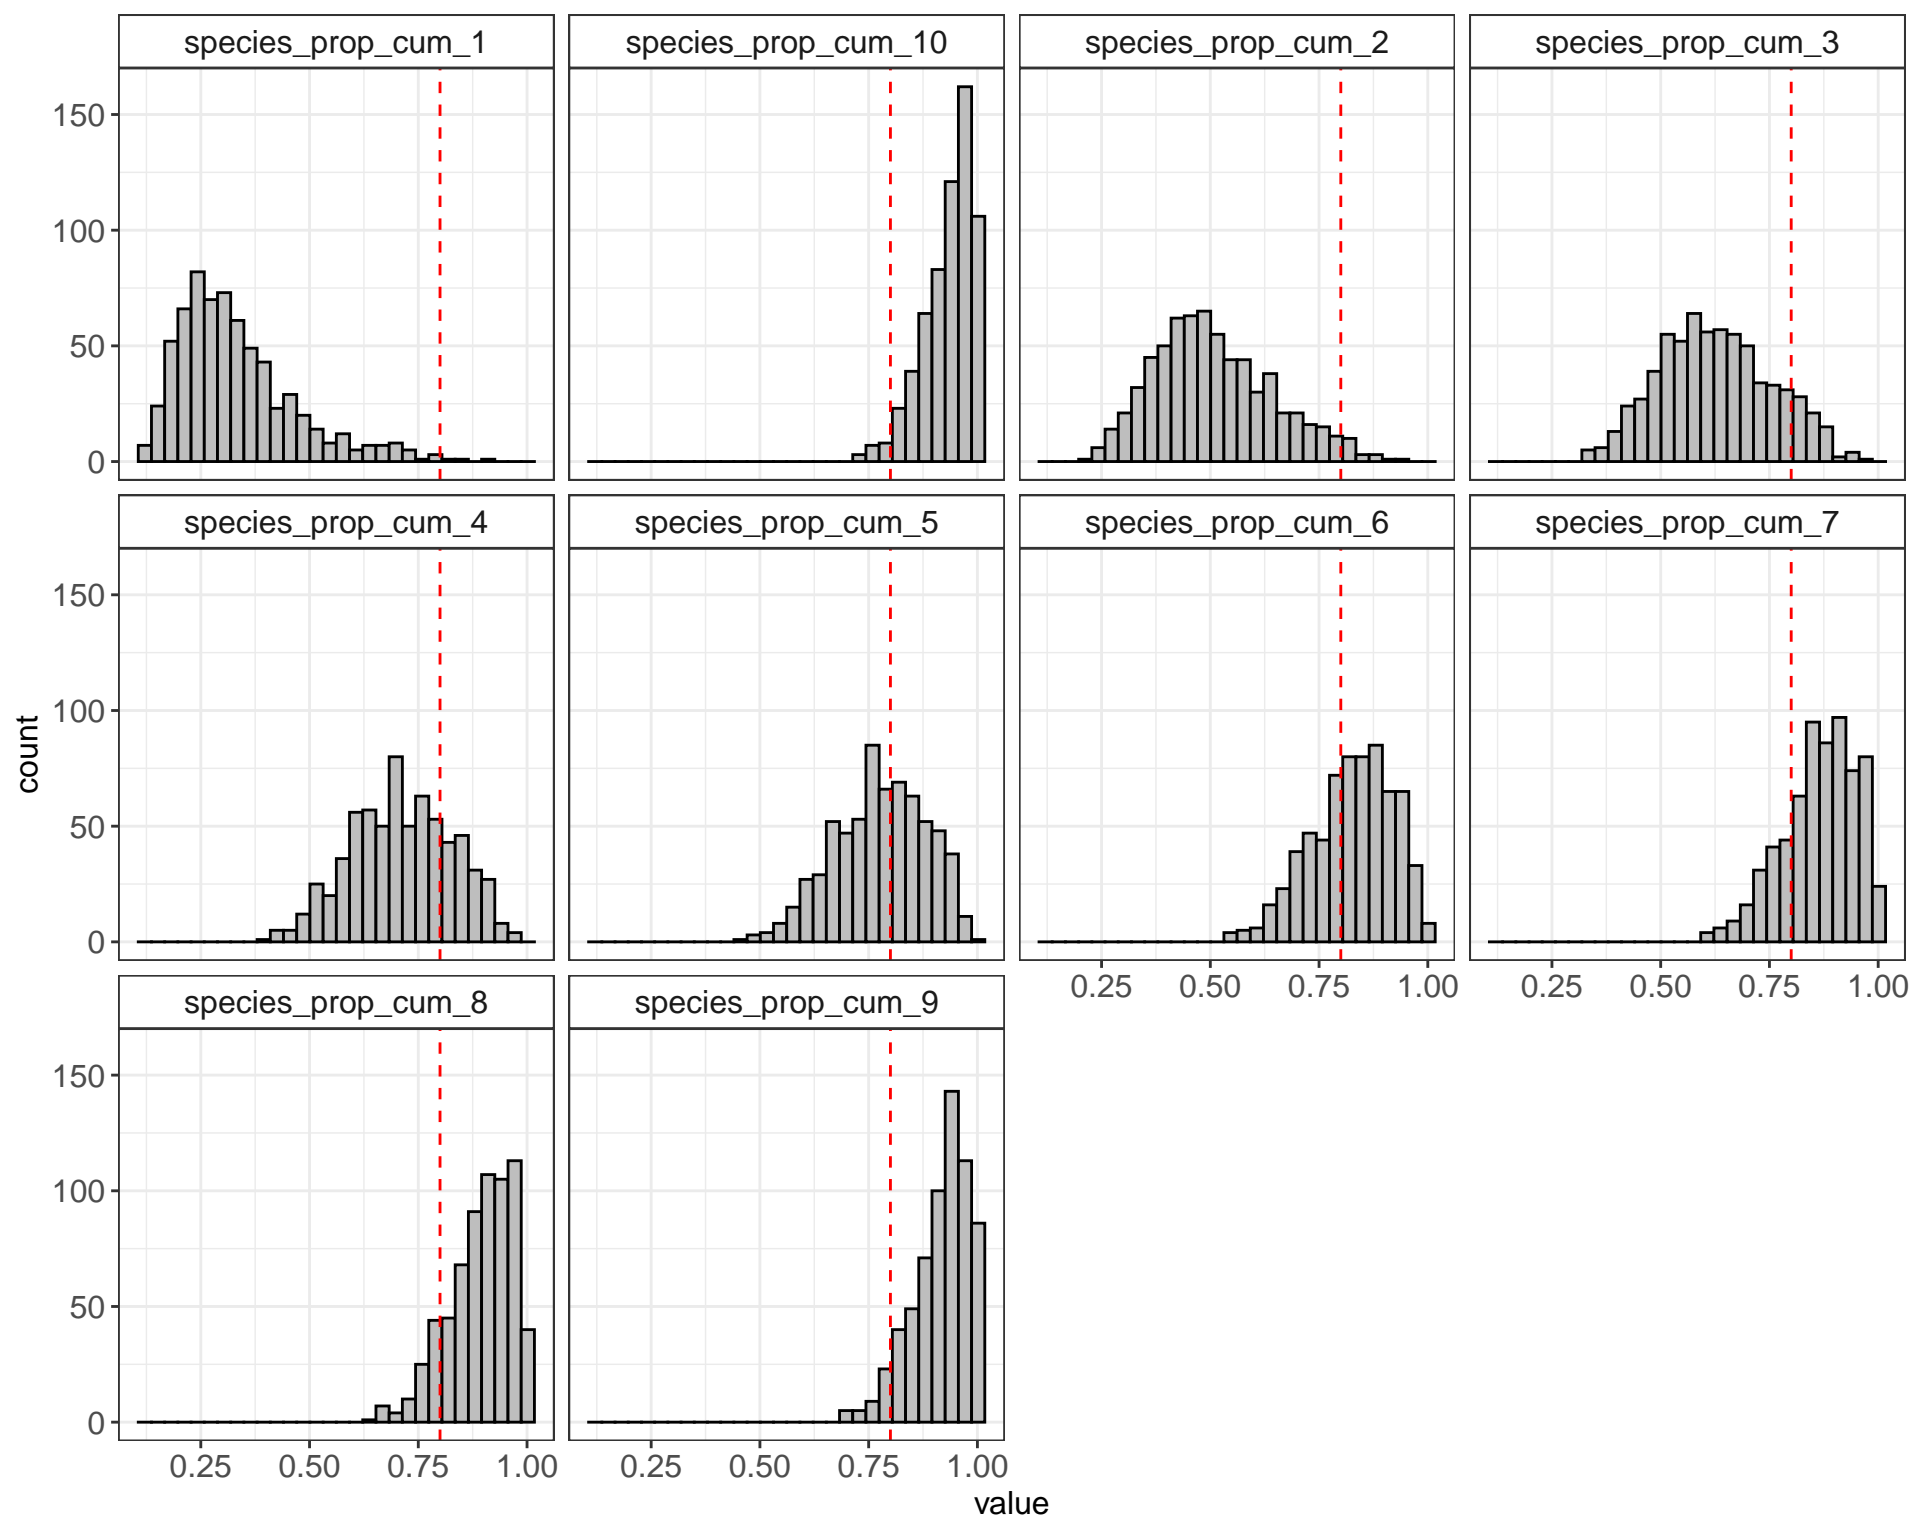 species_prop_cum_1
species_prop_cum_10
species_prop_cum_2
species_prop_cum_3
150
100
50
0
species_prop_cum_4
species_prop_cum_5
species_prop_cum_6
species_prop_cum_7
150
100
50
0
0.25 0.50 0.75 1.00
0.25 0.50 0.75 1.00
species_prop_cum_8
species_prop_cum_9
150
100
50
0
0.25 0.50 0.75 1.00
0.25 0.50 0.75 1.00
count
value